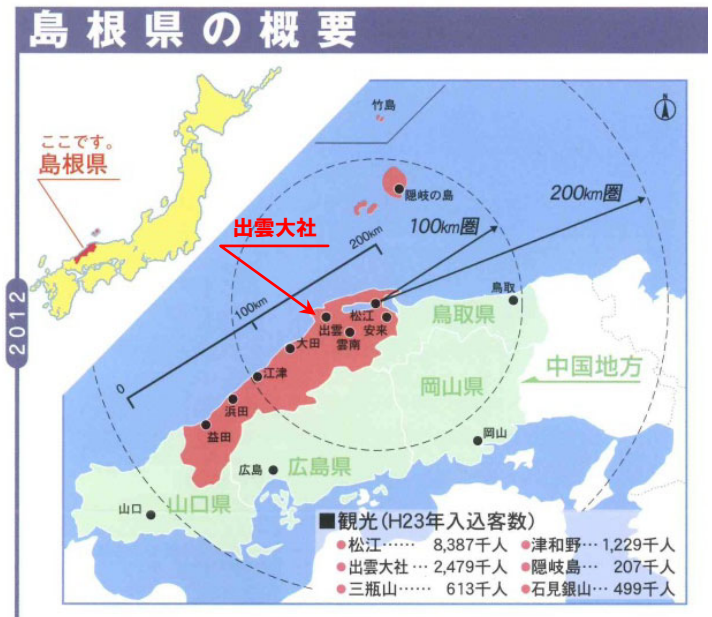 島根県の概要
2012
ここです。
島根県
竹島
隠岐の島
出雲大社
100km圏
200km圏
200km
100km
0
松江
出雲
安来
雲南
大田
江津
浜田
益田
鳥取
鳥取県
岡山県
中国地方
岡山
広島
広島県
山口県
山口
■観光(H23年入込客数)
●松江…… 8,387千人 ●津和野… 1,229千人
●出雲大社… 2,479千人 ●隠岐島… 207千人
●三瓶山…… 613千人 ●石見銀山… 499千人